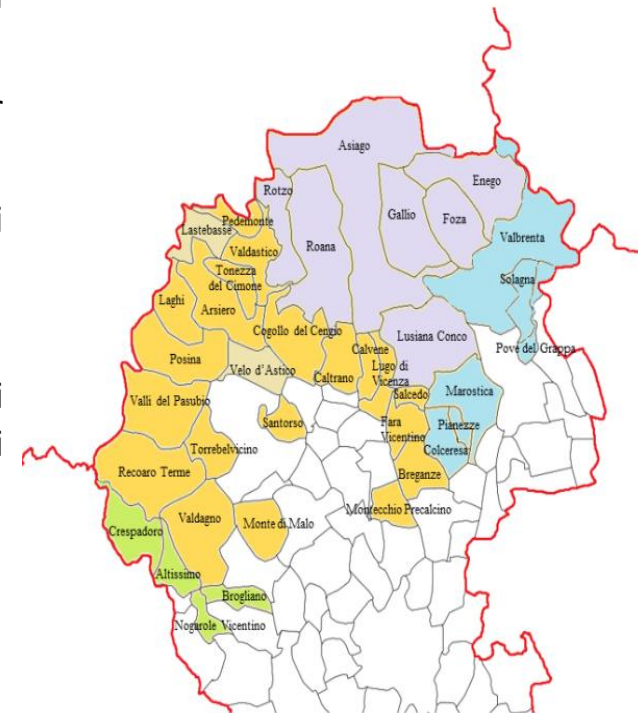 Asiago
Enego
Rotzo
Gallio
Foza
Pedemonte
Lastebasse
Valbrenta
Roana
Valdastico
Tonezza
del Cimone
Solagna
Laghi
Arsiero
Cogollo del Cengio
Lusiana Conco
Calvene
Pove del Grappa
Posina
Lugo di
Vicenza
Velo d'Astico
Caltrano
Marostica
Salcedo
Valli del Pasubio
Santorso
Fara
Vicentino
Pianezze
Torrebelvicino
Colceresa
Recoaro Terme
Breganze
Montecchio Precalcino
Valdagno
Monte di Malo
Crespadoro
Altissimo
Brogliano
Nogarole Vicentino